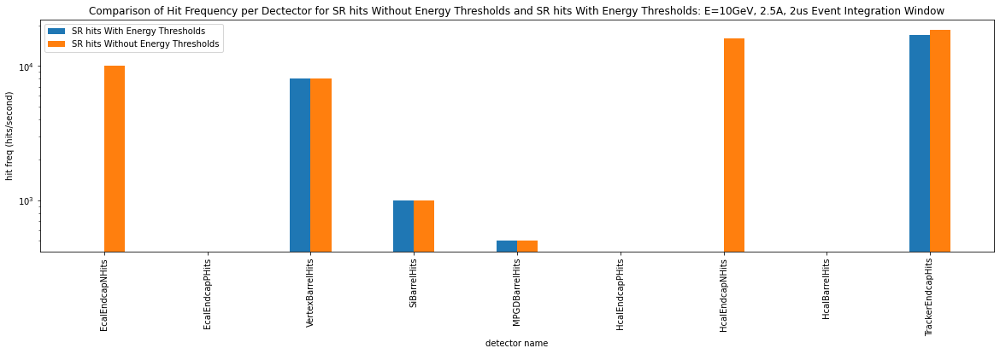 Comparison of Hit Frequency per Dectector for SR hits Without Energy Thresholds and SR hits With Energy Thresholds: E=10GeV, 2.5A, 2us Event Integration Window
SR hits With Energy Thresholds
SR hits Without Energy Thresholds
hit freq (hits/second)
10^4
10^3
EcalEndcapNHits
EcalEndcapPHits
VertexBarrelHits
SiBarrelHits
MPGDBarrelHits
HcalEndcapPHits
HcalEndcapNHits
HcalBarrelHits
TrackerEndcapHits
detector name